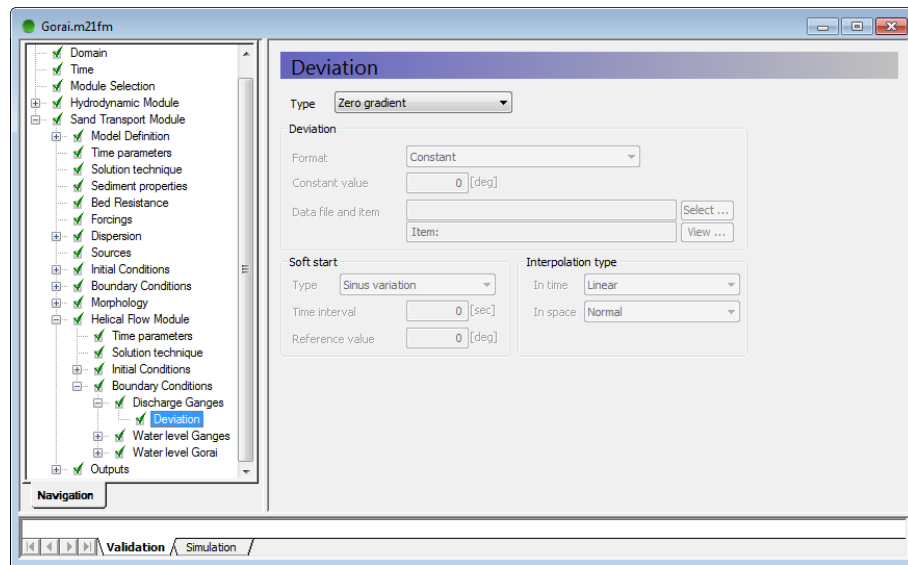 Gorai.m21fm
Domain
Time
Module Selection
Hydrodynamic Module
Sand Transport Module
Model Definition
Time parameters
Solution technique
Sediment properties
Bed Resistance
Forcings
Dispersion
Sources
Initial Conditions
Boundary Conditions
Morphology
Helical Flow Module
Time parameters
Solution technique
Initial Conditions
Boundary Conditions
Discharge Ganges
Deviation
Water level Ganges
Water level Gorai
Outputs
Navigation
Deviation
Type Zero gradient
Deviation
Format Constant
Constant value 0 [deg]
Data file and item Select ...
Item: View ...
Soft start
Type Sinus variation
Time interval 0 [sec]
Reference value 0 [deg]
Interpolation type
In time Linear
In space Normal
Validation Simulation